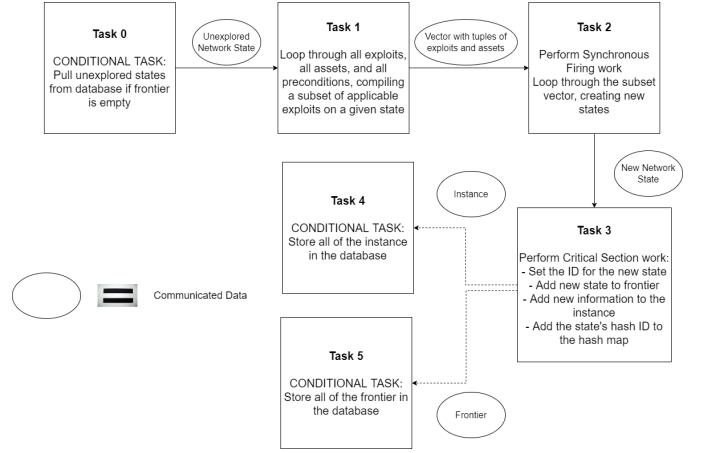 Task 0
CONDITIONAL TASK:
Pull unexplored states
from database if frontier
is empty
Unexplored
Network State
Task 1
Loop through all exploits,
all assets, and all
preconditions, compiling
a subset of applicable
exploits on a given state
Vector with tuples of
exploits and assets
Task 2
Perform Synchronous
Firing work
Loop through the subset
vector, creating new
states
New Network
State
Task 3
Perform Critical Section work:
- Set the ID for the new state
- Add new state to frontier
- Add new information to the
instance
- Add the state's hash ID to
the hash map
Instance
Task 4
CONDITIONAL TASK:
Store all of the instance
in the database
Communicated Data
Task 5
CONDITIONAL TASK:
Store all of the frontier in
the database
Frontier